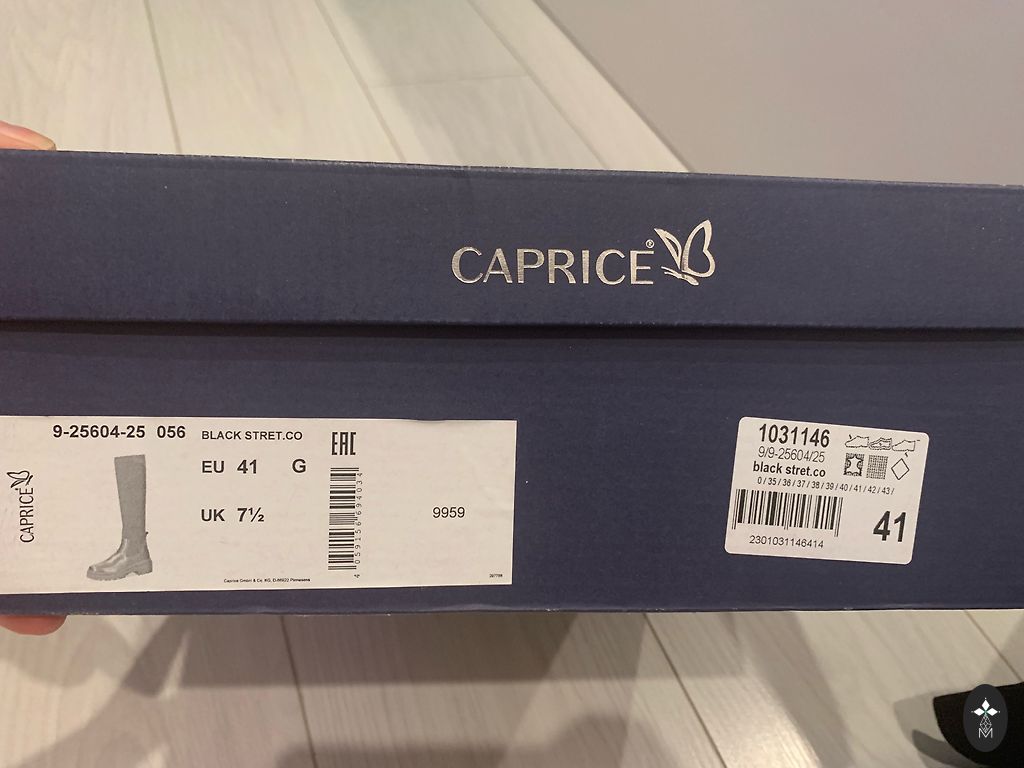 CAPRICE®
9-25604-25 056 BLACK STRET.CO
EU 41 G
UK 7½
EAC
9959
CAPRICE
Caprice GmbH & Co. KG, D-66922 Pirmasens
1031146
9/9-25604/25
black stret.co
0 / 35 / 36 / 37 / 38 / 39 / 40 / 41 / 42 / 43 /
41
2301031146414